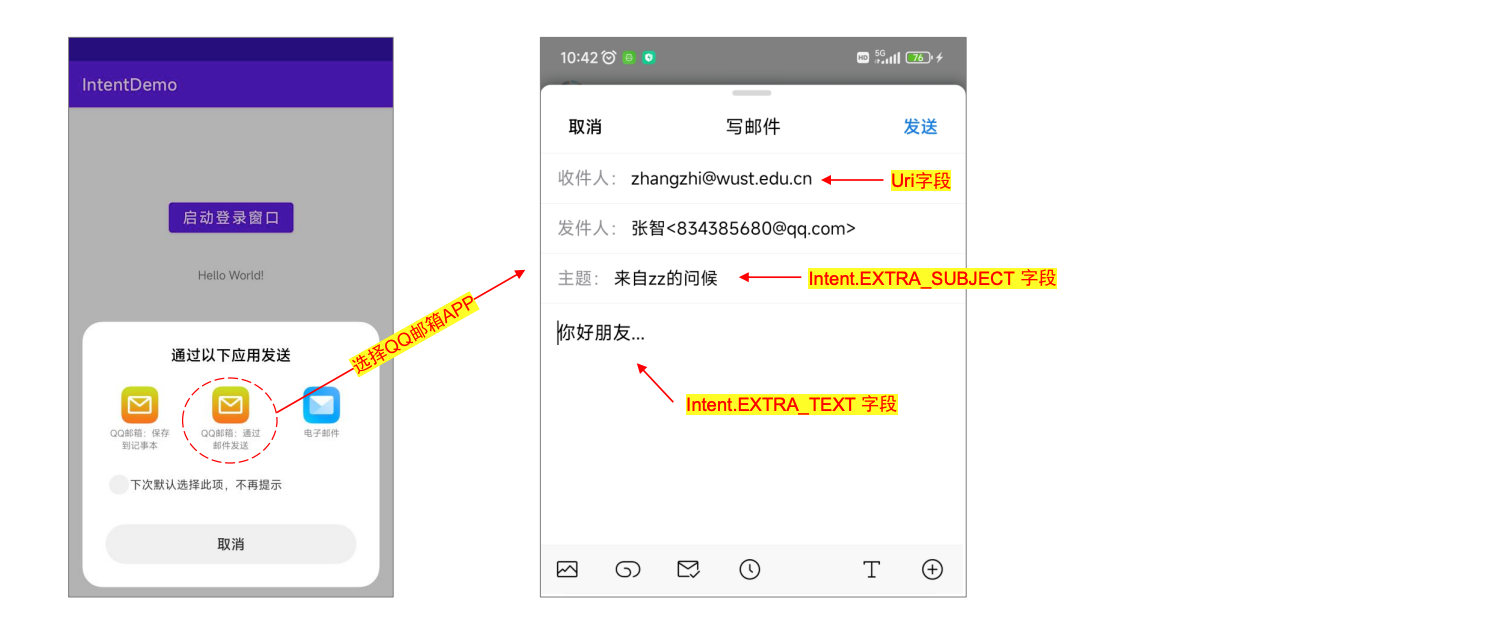 IntentDemo
启动登录窗口
Hello World!
通过以下应用发送
QQ邮箱：保存
到记事本
QQ邮箱：通过
邮件发送
电子邮件
下次默认选择此项，不再提示
取消
选择QQ邮箱APP
10:42
HD 5G 76
取消 写邮件 发送
收件人： zhangzhi@wust.edu.cn Uri字段
发件人： 张智<834385680@qq.com>
主题： 来自zz的问候 Intent.EXTRA_SUBJECT 字段
你好朋友...
Intent.EXTRA_TEXT 字段
T